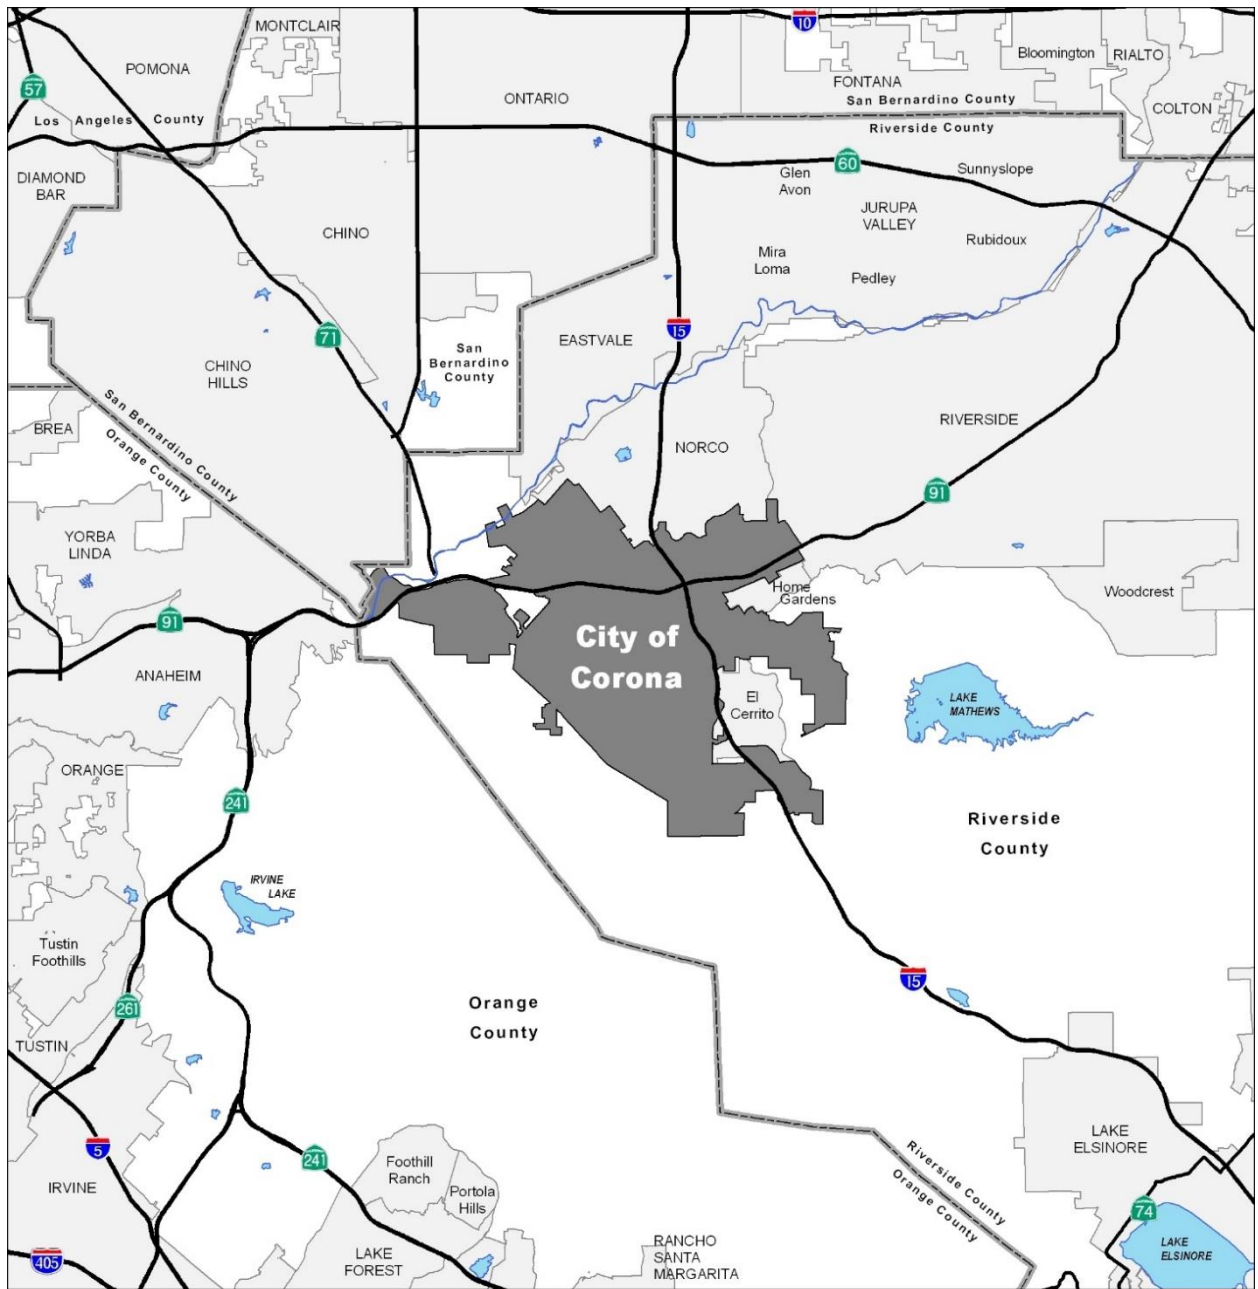 MONTCLAIR
10
POMONA
Bloomington
RIALTO
57
FONTANA
ONTARIO
San Bernardino County
COLTON
Los Angeles County
Riverside County
60
Sunnyslope
Glen
Avon
DIAMOND
BAR
JURUPA
VALLEY
CHINO
Rubidoux
Mira
Loma
Pedley
15
71
EASTVALE
San
Bernardino
County
CHINO
HILLS
San Bernardino County
Orange County
BREA
RIVERSIDE
NORCO
91
YORBA
LINDA
Home
Gardens
Woodcrest
91
City of
Corona
ANAHEIM
El
Cerrito
LAKE
MATHEWS
ORANGE
241
Riverside
County
IRVINE
LAKE
Tustin
Foothills
15
261
Orange
County
TUSTIN
5
LAKE
ELSINORE
241
Foothill
Ranch
Riverside County
Orange County
IRVINE
Portola
Hills
74
405
LAKE
FOREST
RANCHO
SANTA
MARGARITA
LAKE
ELSINORE